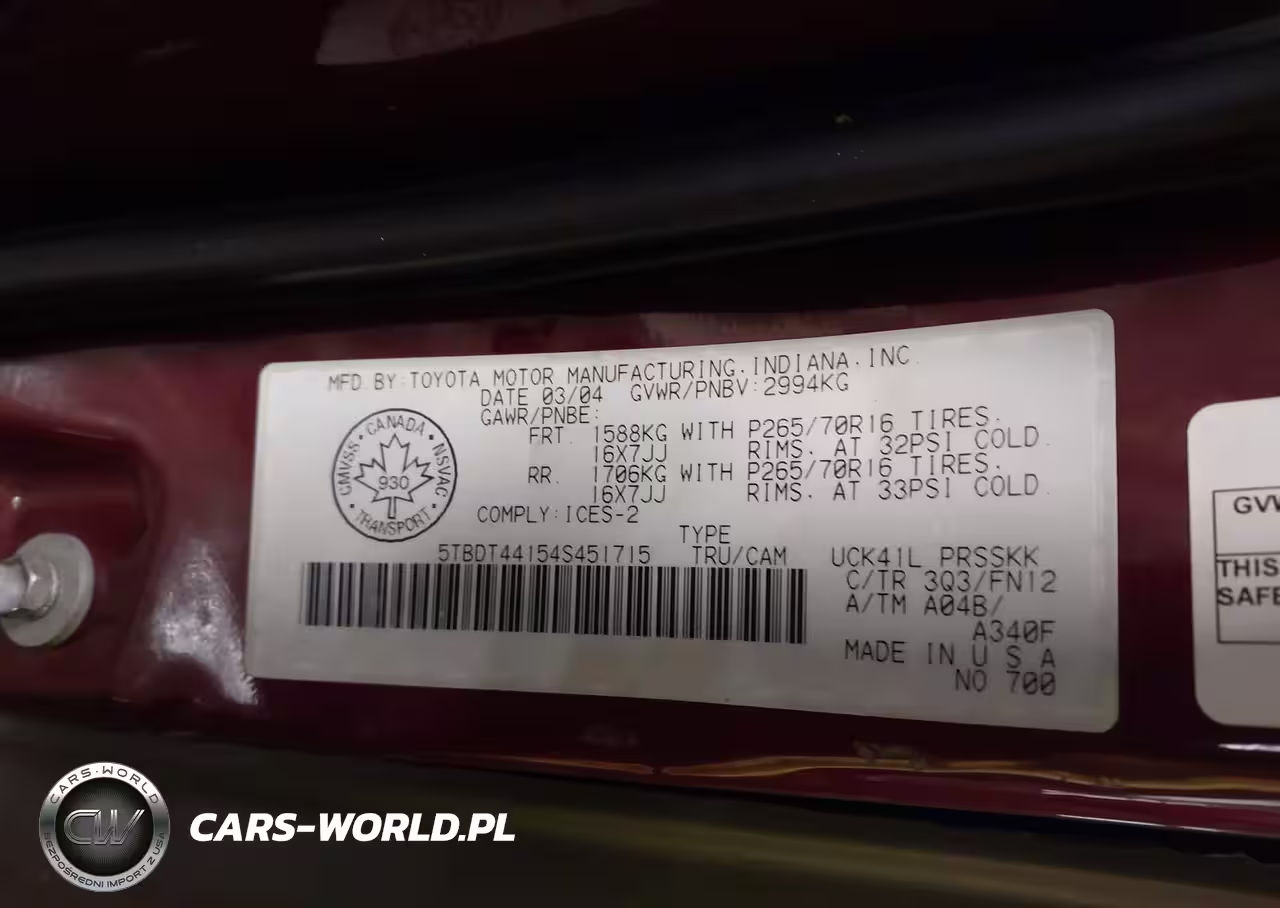 MFD. BY: TOYOTA MOTOR MANUFACTURING, INDIANA, INC.
DATE 03/04 GVWR/PNBV: 2994KG
GAWR/PNBE:
FRT. 1588KG WITH P265/70R16 TIRES.
16X7JJ RIMS. AT 32PSI COLD.
RR. 1706KG WITH P265/70R16 TIRES.
16X7JJ RIMS. AT 33PSI COLD.
COMPLY: ICES-2
CANADA
CMVSS NSVAC
930
TRANSPORT
TYPE
5TBDT44154S451715 TRU/CAM UCK41L PRSSKK
C/TR 3Q3/FN12
A/TM A04B/
A340F
MADE IN U S A
NO 700
GVW
THIS
SAFE
CARS-WORLD
CW
BEZPOŚREDNI IMPORT Z USA
CARS-WORLD.PL